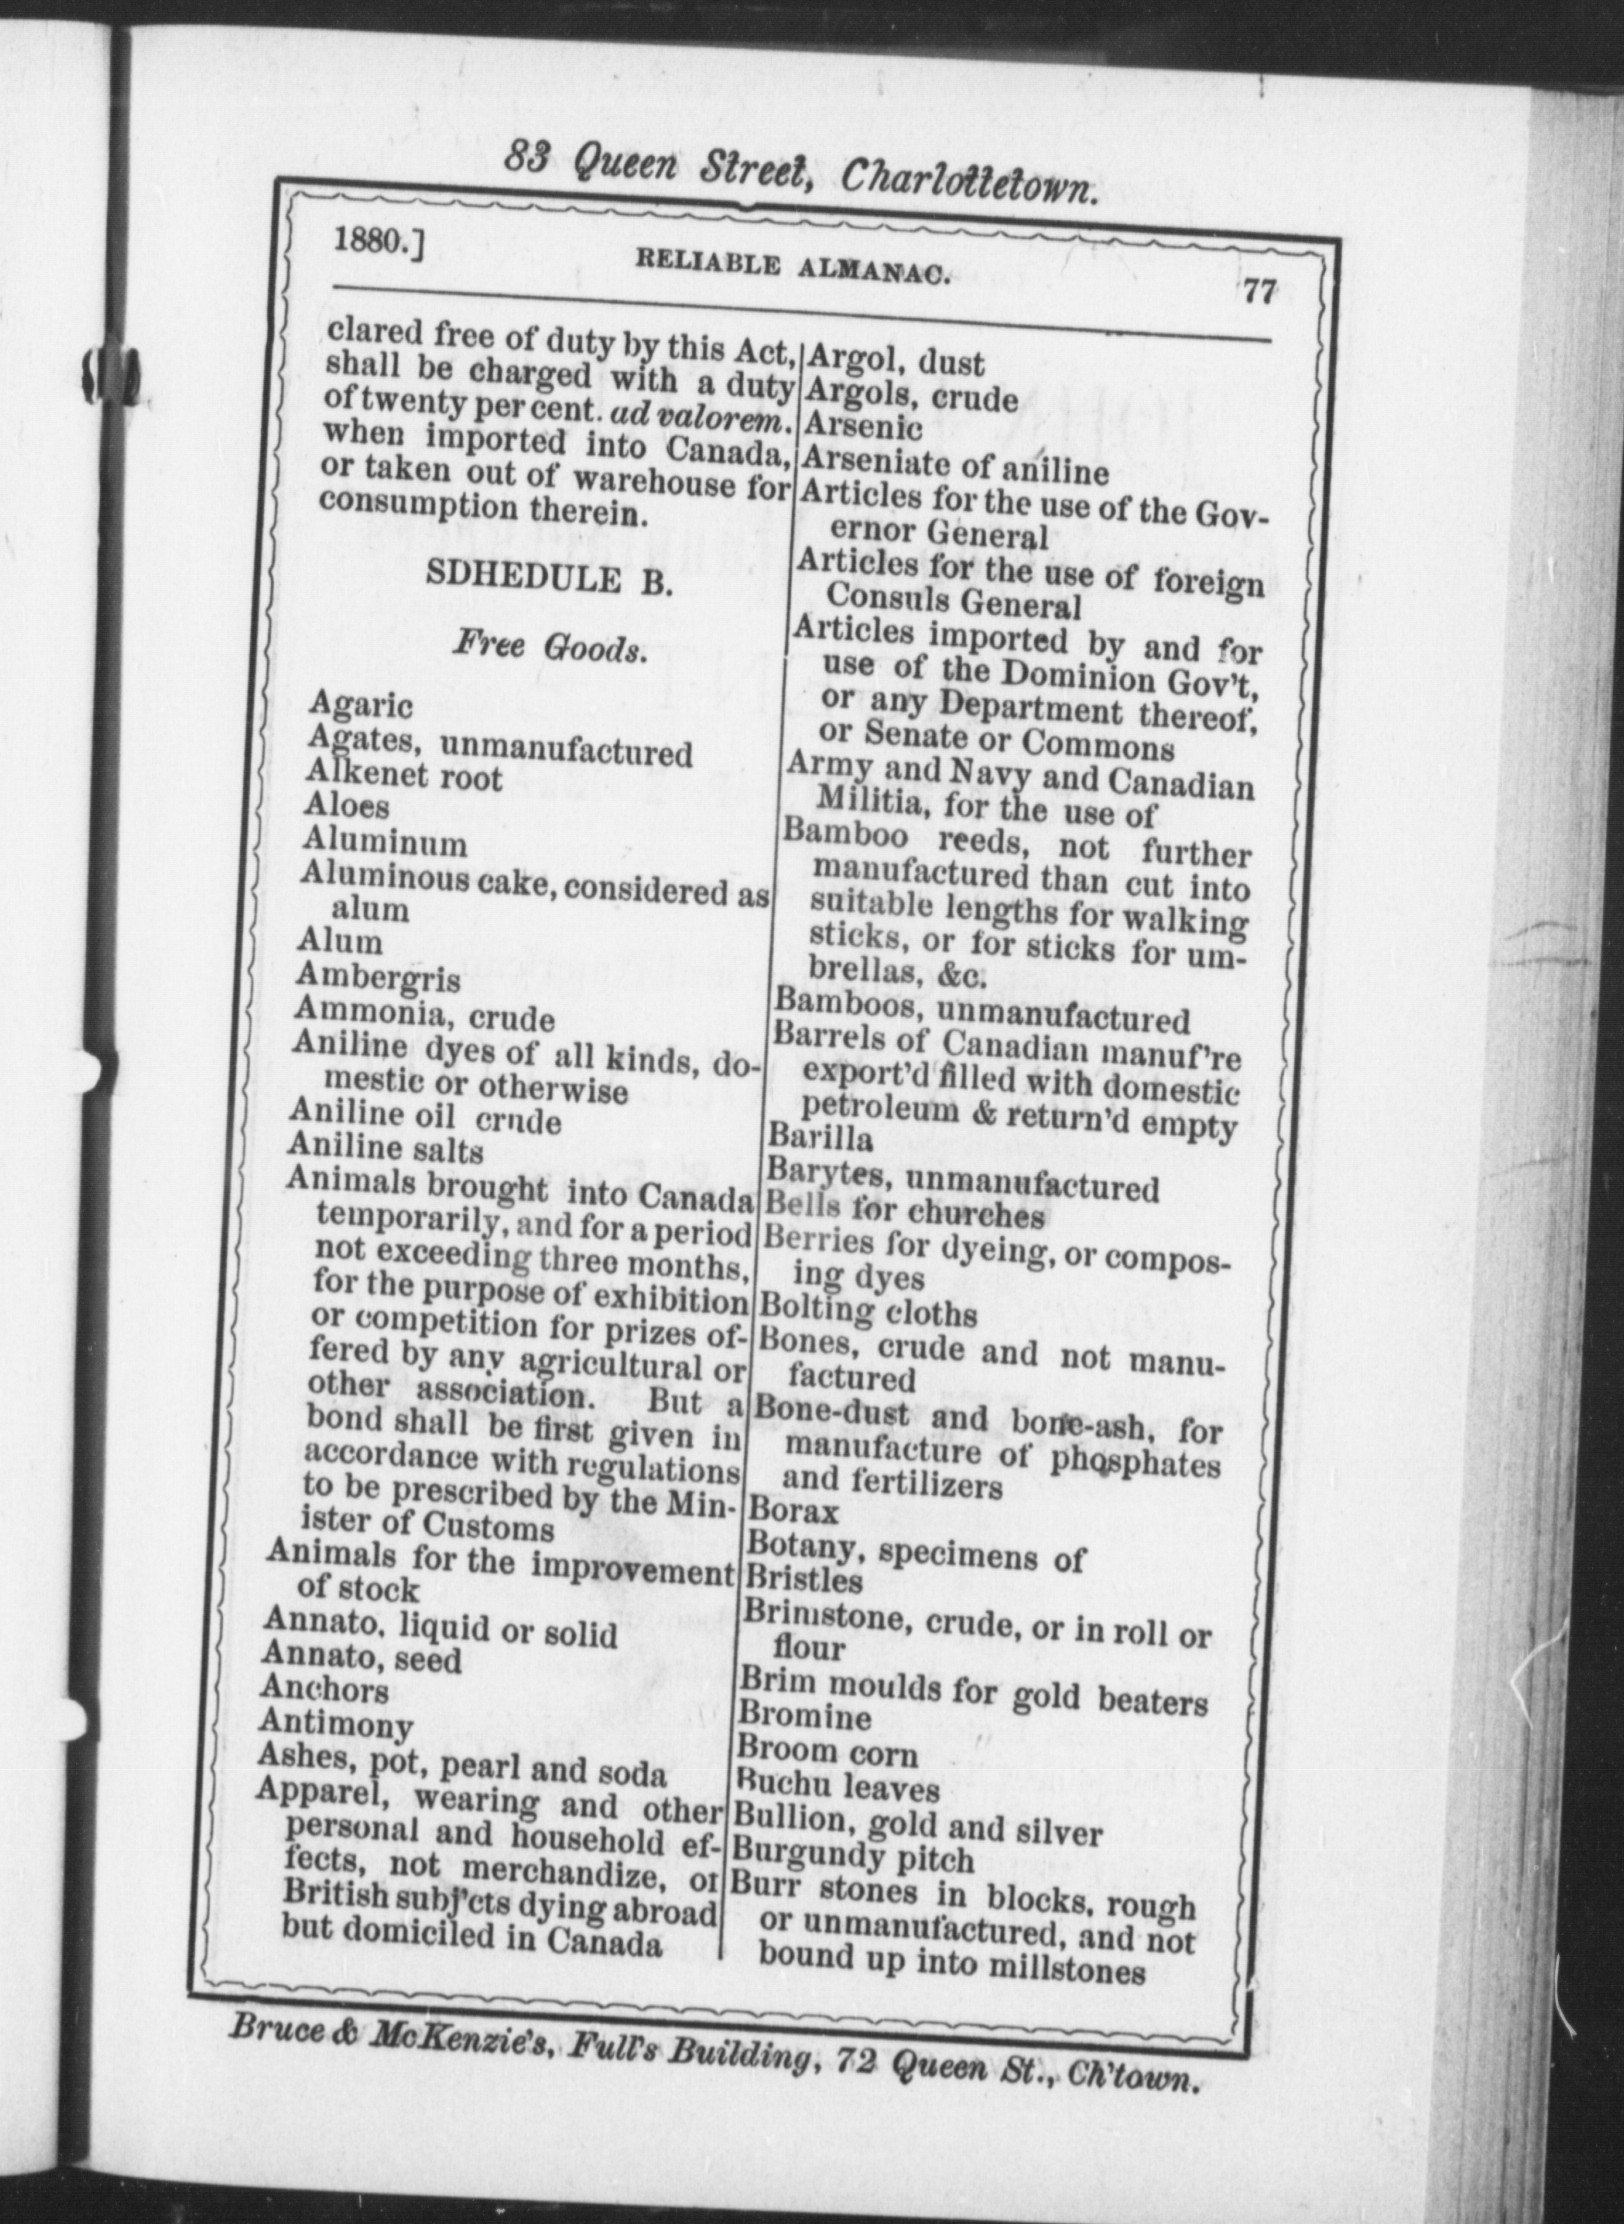 83 Queen Street, Charlottetown.
1880.] RELIABLE ALMANAC. 77
clared free of duty by this Act,
shall be charged with a duty
of twenty per cent. ad valorem.
when imported into Canada,
or taken out of warehouse for
consumption therein.
SDHEDULE B.
Free Goods.
Agaric
Agates, unmanufactured
Alkenet root
Aloes
Aluminum
Aluminous cake, considered as
alum
Alum
Ambergris
Ammonia, crude
Aniline dyes of all kinds, do-
mestic or otherwise
Aniline oil crude
Aniline salts
Animals brought into Canada
temporarily, and for a period
not exceeding three months,
for the purpose of exhibition
or competition for prizes of-
fered by any agricultural or
other association. But a
bond shall be first given in
accordance with regulations
to be prescribed by the Min-
ister of Customs
Animals for the improvement
of stock
Annato, liquid or solid
Annato, seed
Anchors
Antimony
Ashes, pot, pearl and soda
Apparel, wearing and other
personal and household ef-
fects, not merchandize, of
British subj'cts dying abroad
but domiciled in Canada
Argol, dust
Argols, crude
Arsenic
Arseniate of aniline
Articles for the use of the Gov-
ernor General
Articles for the use of foreign
Consuls General
Articles imported by and for
use of the Dominion Gov't,
or any Department thereof,
or Senate or Commons
Army and Navy and Canadian
Militia, for the use of
Bamboo reeds, not further
manufactured than cut into
suitable lengths for walking
sticks, or for sticks for um-
brellas, &c.
Bamboos, unmanufactured
Barrels of Canadian manuf're
export'd filled with domestic
petroleum & return'd empty
Barilla
Barytes, unmanufactured
Bells for churches
Berries for dyeing, or compos-
ing dyes
Bolting cloths
Bones, crude and not manu-
factured
Bone-dust and bone-ash, for
manufacture of phosphates
and fertilizers
Borax
Botany, specimens of
Bristles
Brimstone, crude, or in roll or
flour
Brim moulds for gold beaters
Bromine
Broom corn
Buchu leaves
Bullion, gold and silver
Burgundy pitch
Burr stones in blocks, rough
or unmanufactured, and not
bound up into millstones
Bruce & McKenzie's, Full's Building, 72 Queen St., Ch'town.